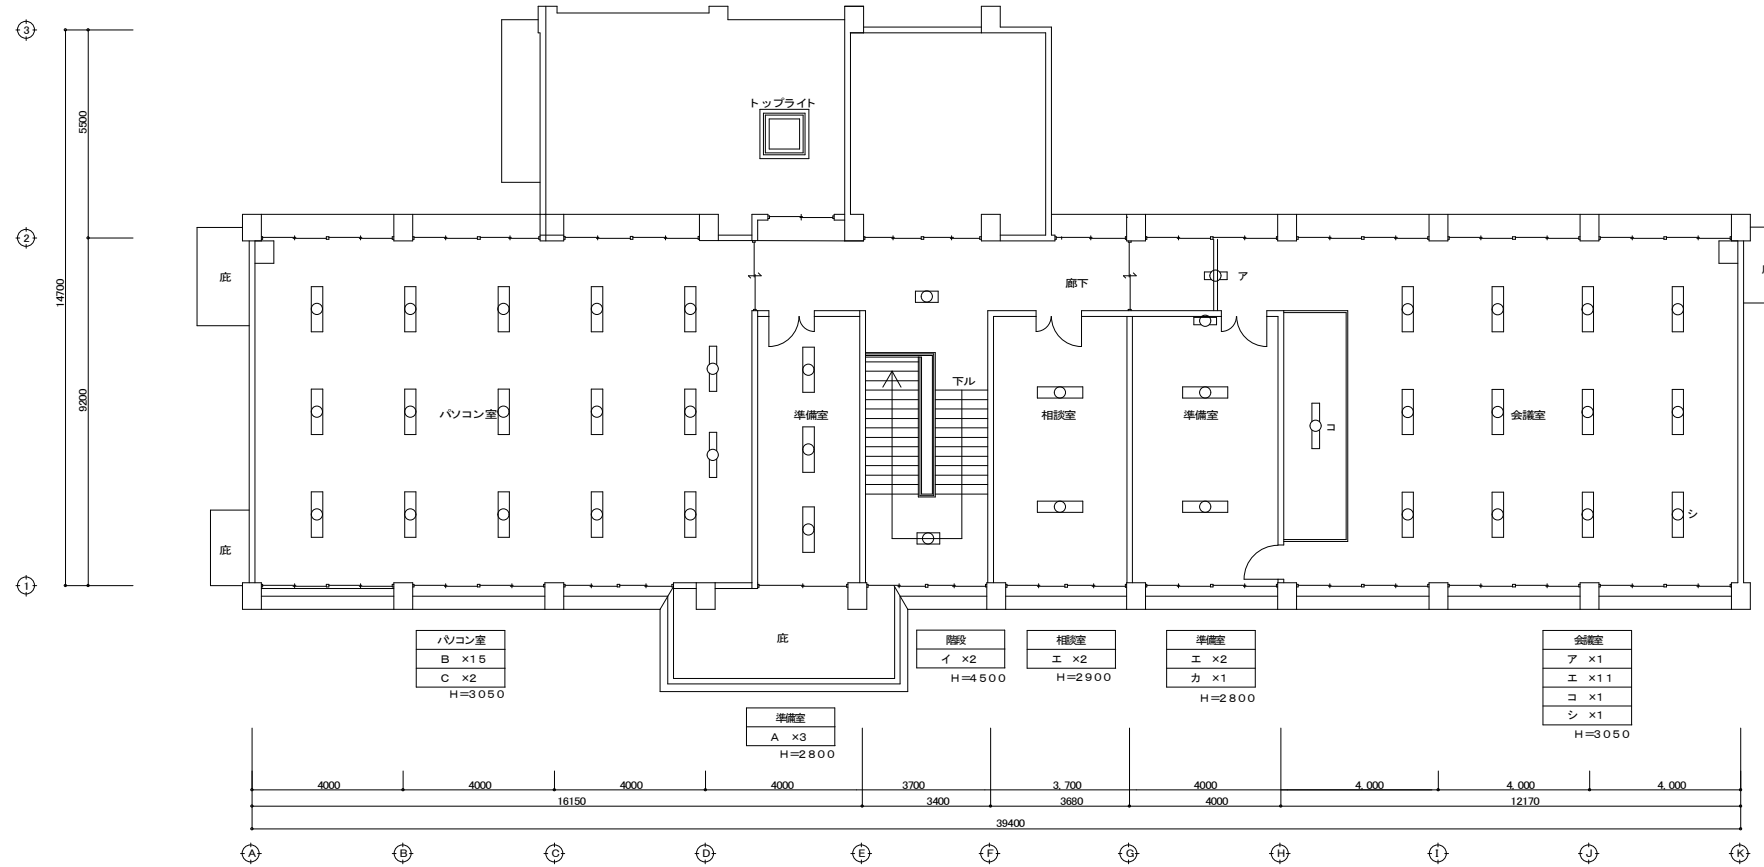 3
5500
トップライト
2
庇
14700
廊下
ア
9200
下ル
パソコン室
準備室
相談室
準備室
コ
会議室
シ
庇
1
庇
パソコン室
B ×15
C ×2
H=3050
準備室
A ×3
H=2800
階段
イ ×2
H=4500
相談室
エ ×2
H=2900
準備室
エ ×2
カ ×1
H=2800
会議室
ア ×1
エ ×11
コ ×1
シ ×1
H=3050
4000 4000 4000 4000 3700 3.700 4000 4.000 4.000 4.000
16150 3400 3680 4000 12170
39400
A B C D E F G H I J K